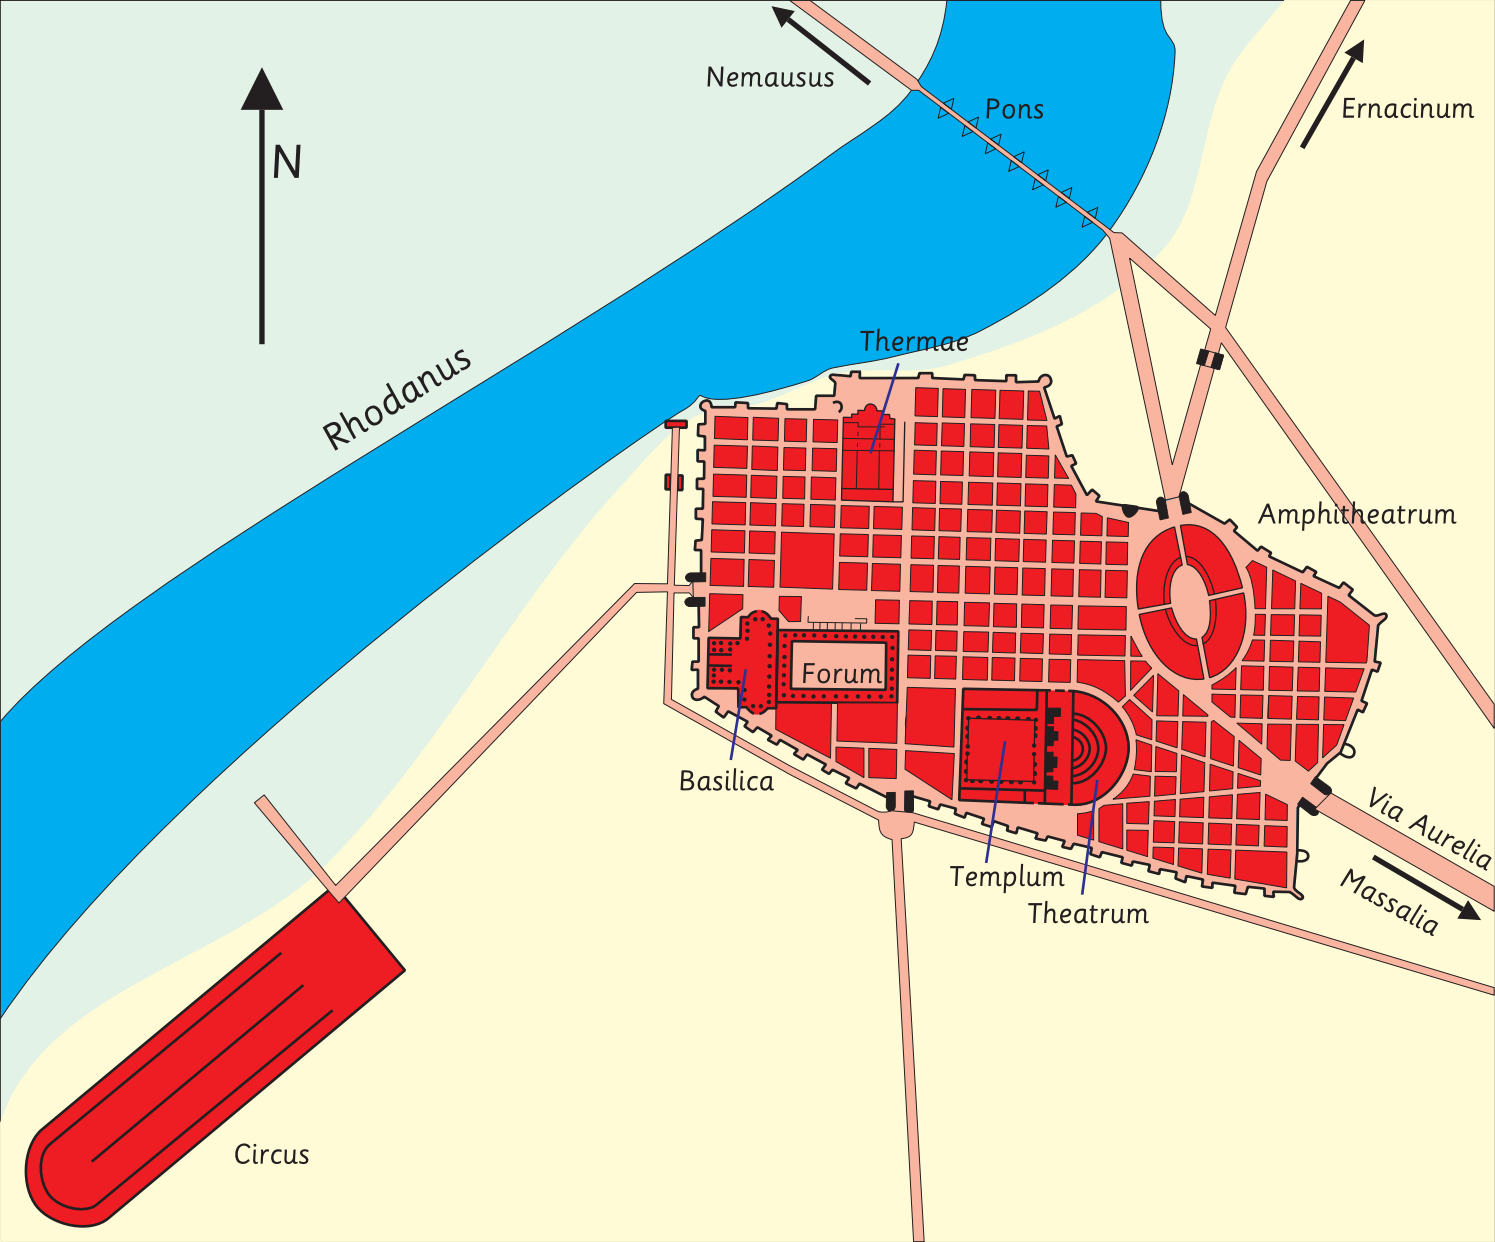 Nemausus
Pons
Ernacinum
N
Thermae
Rhodanus
Amphitheatrum
Forum
Basilica
Via Aurelia
Templum
Massalia
Theatrum
Circus